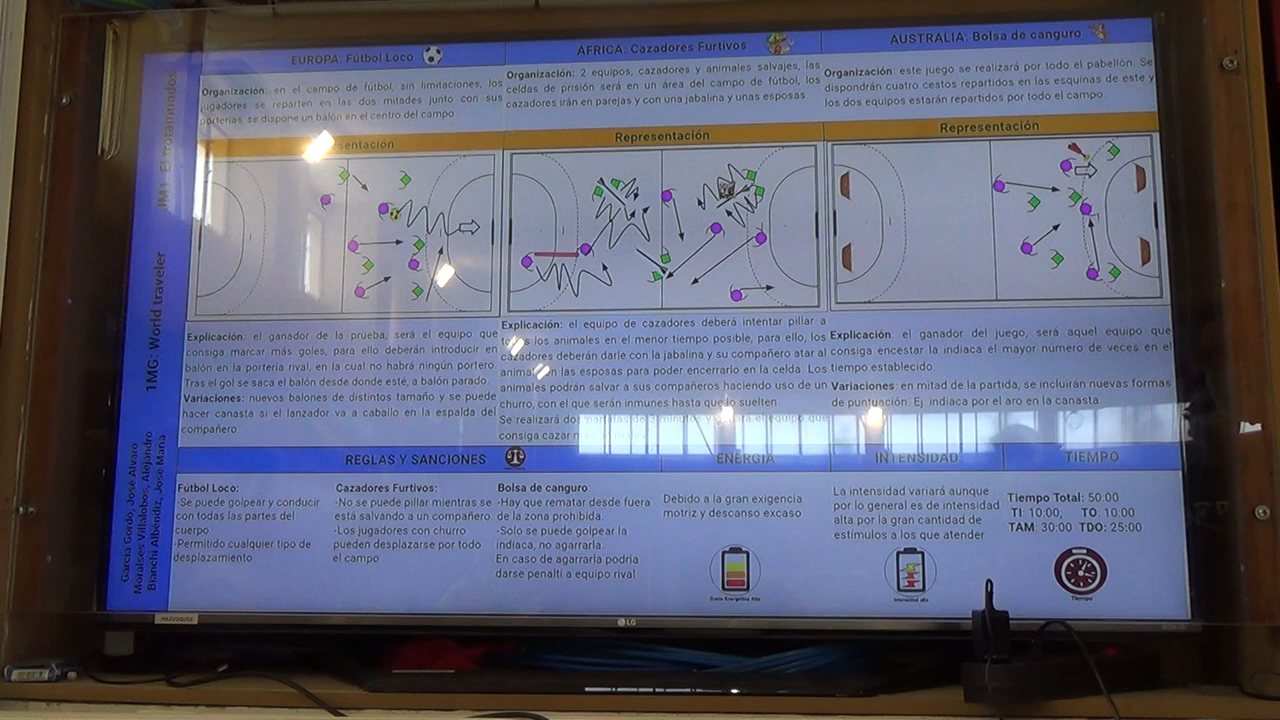 EUROPA: Fútbol Loco
Organización: en el campo de fútbol, sin limitaciones, los
jugadores se reparten en las dos mitades junto con sus
porterías, se dispone un balón en el centro del campo
Explicación: el ganador de la prueba, será el equipo que
consiga marcar más goles, para ello deberán introducir en
balón en la portería rival, en la cual no habrá ningún portero.
Tras el gol se saca el balón desde donde esté, a balón parado.
Variaciones: nuevos balones de distintos tamaño y se puede
hacer canasta si el lanzador va a caballo en la espalda del
compañero
ÁFRICA: Cazadores Furtivos
Organización: 2 equipos, cazadores y animales salvajes, las
celdas de prisión será en un área del campo de fútbol, los
cazadores irán en parejas y con una jabalina y unas esposas
Representación
Explicación: el equipo de cazadores deberá intentar pillar a
los animales en el menor tiempo posible, para ello, los
cazadores deberán darle con la jabalina y su compañero atar al
con las esposas para poder encerrarlo en la celda. Los
animales podrán salvar a sus compañeros haciendo uso de un
churro, con el que serán inmunes hasta que lo suelten
Se realizará
consiga cazar
AUSTRALIA: Bolsa de canguro
Organización: este juego se realizará por todo el pabellón. Se
dispondrán cuatro cestos repartidos en las esquinas de este y
los dos equipos estarán repartidos por todo el campo
Representación
Explicación: el ganador del juego, será aquel equipo que
consiga encestar la indiaca el mayor número de veces en el
tiempo establecido.
Variaciones: en mitad de la partida, se incluirán nuevas formas
de puntuación. Ej: indiaca por el aro en la canasta
REGLAS Y SANCIONES
ENERGÍA
INTENSIDAD
TIEMPO
Fútbol Loco:
-Se puede golpear y conducir
con todas las partes del
cuerpo
-Permitido cualquier tipo de
desplazamiento
Cazadores Furtivos:
-No se puede pillar mientras se
está salvando a un compañero
-Los jugadores con churro
pueden desplazarse por todo
el campo
Bolsa de canguro:
-Hay que rematar desde fuera
de la zona prohibida.
-Solo se puede golpear la
indiaca, no agarrarla.
En caso de agarrarla podría
darse penalti a equipo rival
Debido a la gran exigencia
motriz y descanso escaso
La intensidad variará aunque
por lo general es de intensidad
alta por la gran cantidad de
estímulos a los que atender
Intensidad alta
Tiempo Total: 50:00
TI: 10:00, TO: 10:00
TAM: 30:00 TDO: 25:00
Tiempo
1MG: World traveler
García Gordo, Jose Álvaro
Morales Villalobos, Alejandro
Bianchi Albéndiz, Jose María
LG